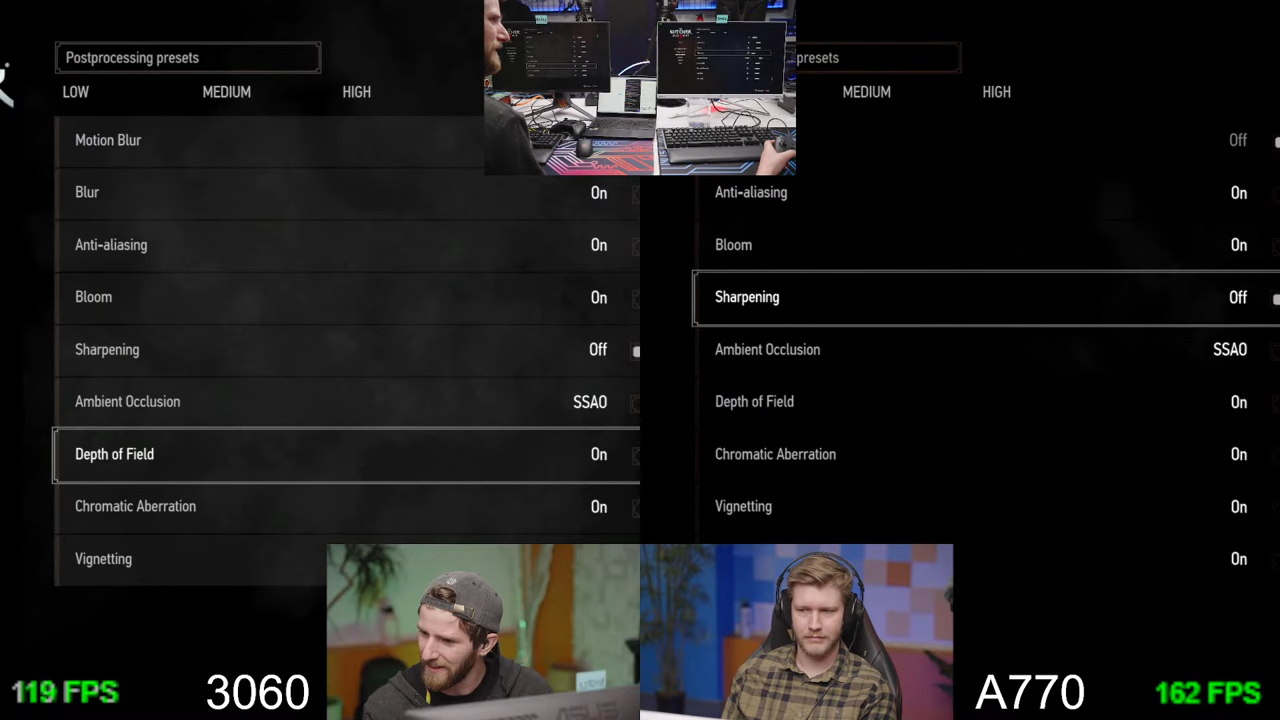 Postprocessing presets
LOW MEDIUM HIGH
Motion Blur
Blur On
Anti-aliasing On
Bloom On
Sharpening Off
Ambient Occlusion SSAO
Depth of Field On
Chromatic Aberration On
Vignetting
119 FPS
3060
presets
MEDIUM HIGH
Off
Anti-aliasing On
Bloom On
Sharpening Off
Ambient Occlusion SSAO
Depth of Field On
Chromatic Aberration On
Vignetting On
On
A770
162 FPS